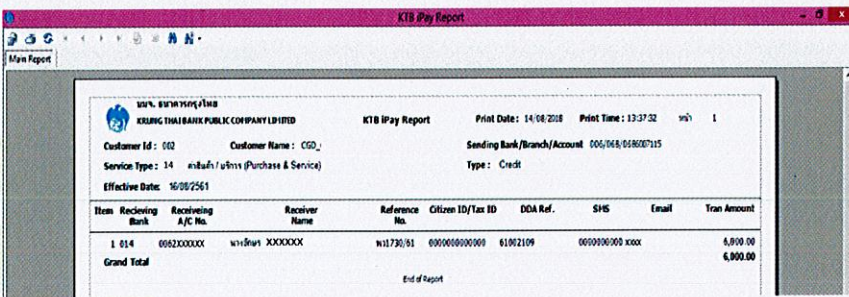 KTB iPay Report
Main Report
บมจ. ธนาคารกรุงไทย
KRUNG THAI BANK PUBLIC COMPANY LIMITED KTB iPay Report Print Date : 14/08/2018 Print Time : 13:37:32 หน้า 1
Customer Id : 002 Customer Name : CGD_ Sending Bank/Branch/Account 006/068/0686007115
Service Type : 14 ค่าสินค้า / บริการ (Purchase & Service) Type : Credit
Effective Date: 16/08/2561
Item Recieving Receiveing Receiver Reference Citizen ID/Tax ID DDA Ref. SMS Email Tran Amount
Bank A/C No. Name No.
1 014 0062XXXXXX XXXXXX พน1730/61 0000000000000 61002109 0000000000 xxxx 6,800.00
Grand Total 6,800.00
End of Report